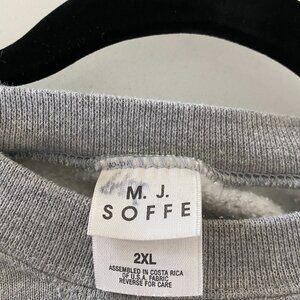 M. J.
SOFFE
2XL
ASSEMBLED IN COSTA RICA
OF U.S.A. FABRIC
REVERSE FOR CARE